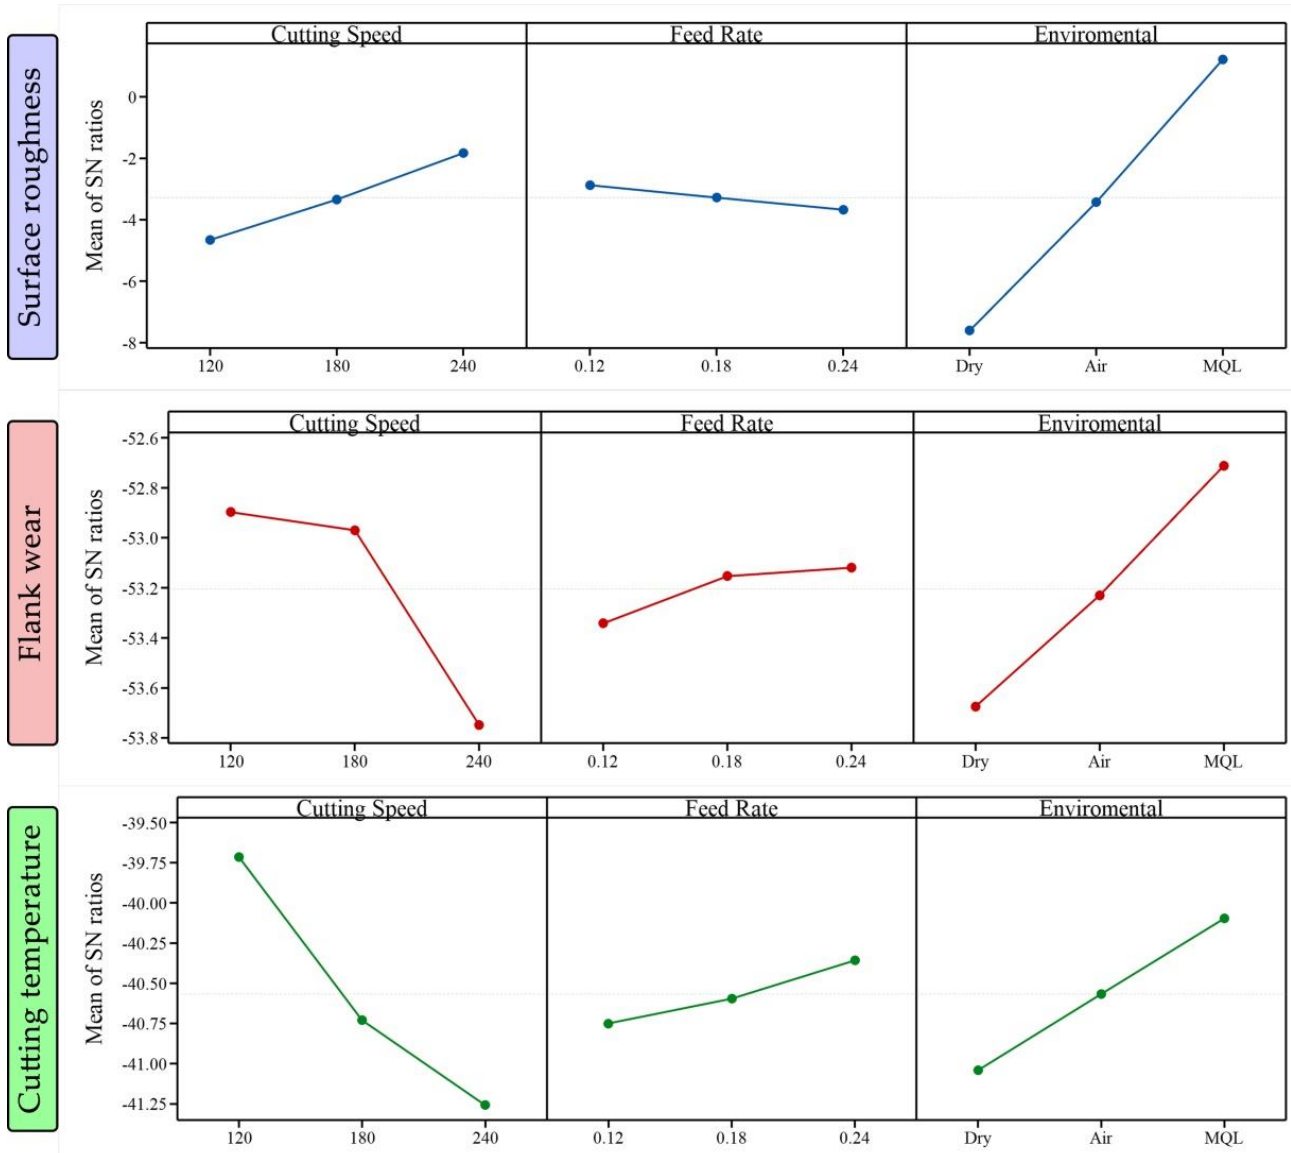 Surface roughness
Mean of SN ratios
Cutting Speed Feed Rate Enviromental
0
-2
-4
-6
-8
120 180 240 0.12 0.18 0.24 Dry Air MQL
Flank wear
Mean of SN ratios
Cutting Speed Feed Rate Enviromental
-52.6
-52.8
-53.0
-53.2
-53.4
-53.6
-53.8
120 180 240 0.12 0.18 0.24 Dry Air MQL
Cutting temperature
Mean of SN ratios
Cutting Speed Feed Rate Enviromental
-39.50
-39.75
-40.00
-40.25
-40.50
-40.75
-41.00
-41.25
120 180 240 0.12 0.18 0.24 Dry Air MQL